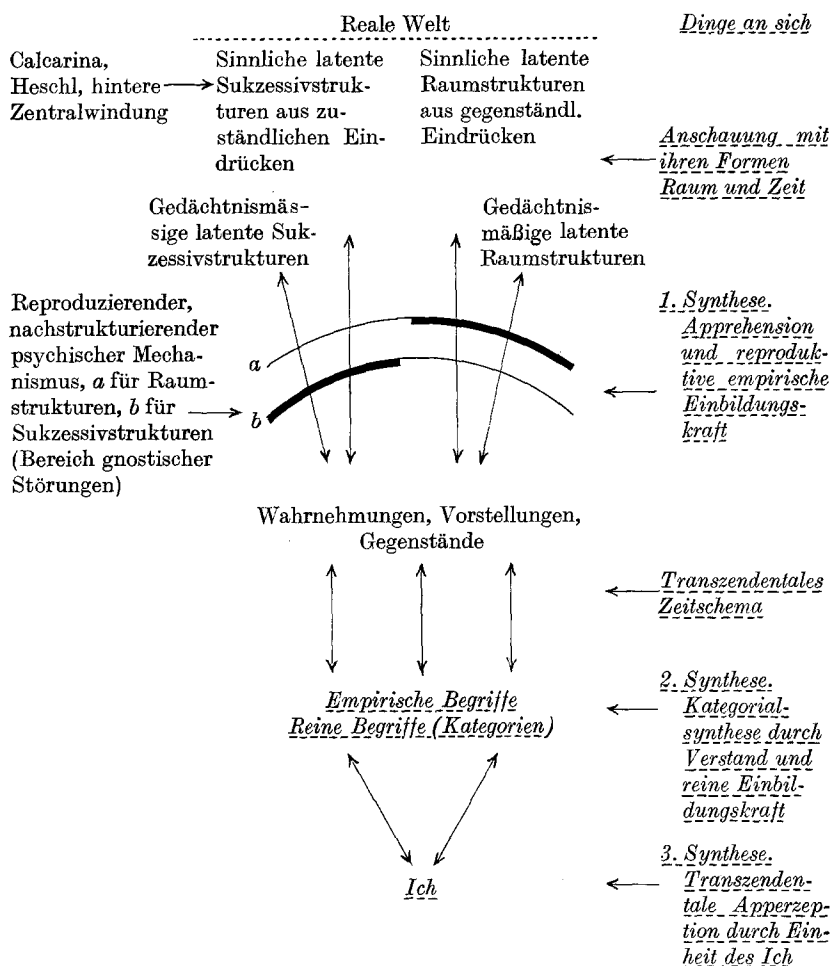 Reale Welt
Dinge an sich
Calcarina,
Heschl, hintere
Zentralwindung
Sinnliche latente
Sukzessivstruk-
turen aus zu-
ständlichen Ein-
drücken
Sinnliche latente
Raumstrukturen
aus gegenständl.
Eindrücken
Anschauung mit
ihren Formen
Raum und Zeit
Gedächtnismäs-
sige latente Suk-
zessivstrukturen
Gedächtnis-
mäßige latente
Raumstrukturen
Reproduzierender,
nachstrukturierender
psychischer Mecha-
nismus, a für Raum-
strukturen, b für
Sukzessivstrukturen
(Bereich gnostischer
Störungen)
a
b
1. Synthese.
Apprehension
und reproduk-
tive empirische
Einbildungs-
kraft
Wahrnehmungen, Vorstellungen,
Gegenstände
Transzendentales
Zeitschema
Empirische Begriffe
Reine Begriffe (Kategorien)
2. Synthese.
Kategorial-
synthese durch
Verstand und
reine Einbil-
dungskraft
Ich
3. Synthese.
Transzenden-
tale Apperzep-
tion durch Ein-
heit des Ich